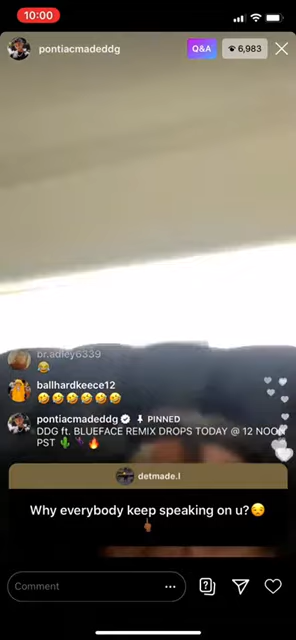 10:00
pontiacmadeddg
Q&A
6,983
br.adley6339
😂
ballhardkeece12
🤣🤣🤣🤣🤣🤣
pontiacmadeddg PINNED
DDG ft. BLUEFACE REMIX DROPS TODAY @ 12 NOON
PST 🌵🔥
detmade.l
Why everybody keep speaking on u?😒
Comment